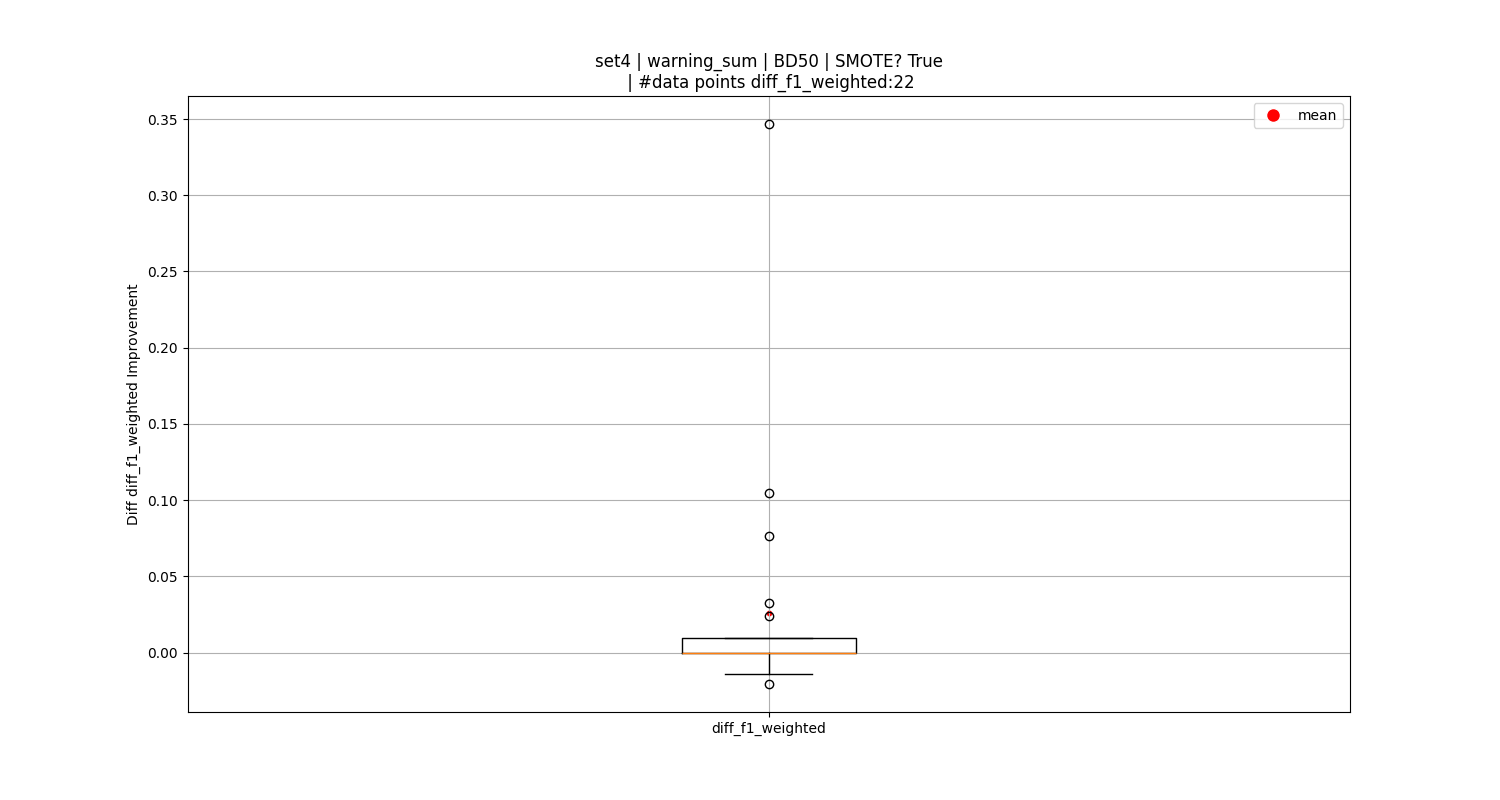 set4 | warning_sum | BD50 | SMOTE? True
| #data points diff_f1_weighted:22
mean
0.35
0.30
0.25
0.20
0.15
0.10
0.05
0.00
Diff diff_f1_weighted Improvement
diff_f1_weighted